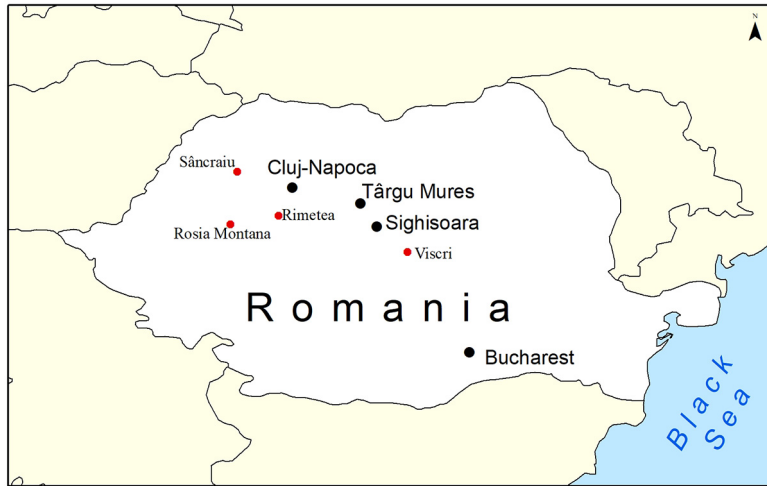 N
Sâncraiu
Cluj-Napoca
Târgu Mures
Rimetea
Sighisoara
Rosia Montana
Viscri
Romania
Bucharest
Black
Sea